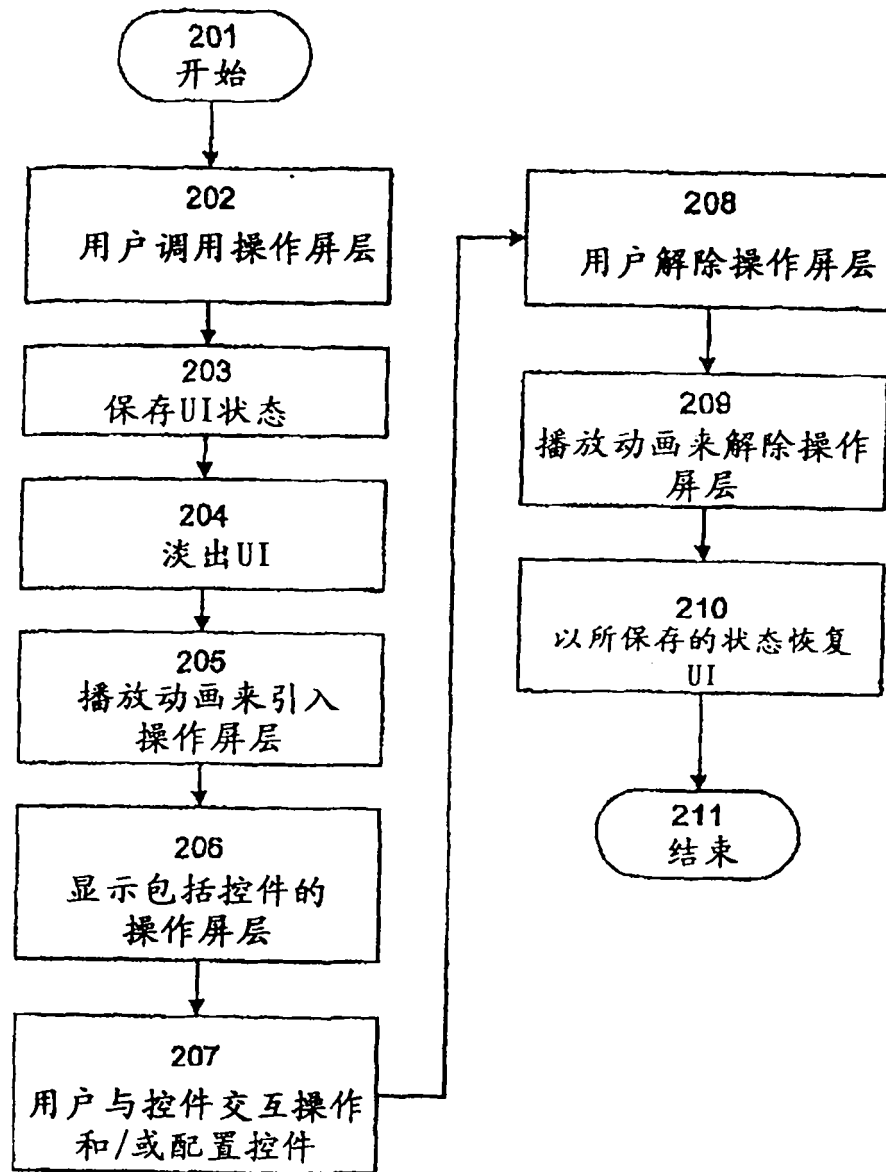 201
开始
202
用户调用操作屏层
203
保存UI状态
204
淡出UI
205
播放动画来引入
操作屏层
206
显示包括控件的
操作屏层
207
用户与控件交互操作
和/或配置控件
208
用户解除操作屏层
209
播放动画来解除操作
屏层
210
以所保存的状态恢复
UI
211
结束